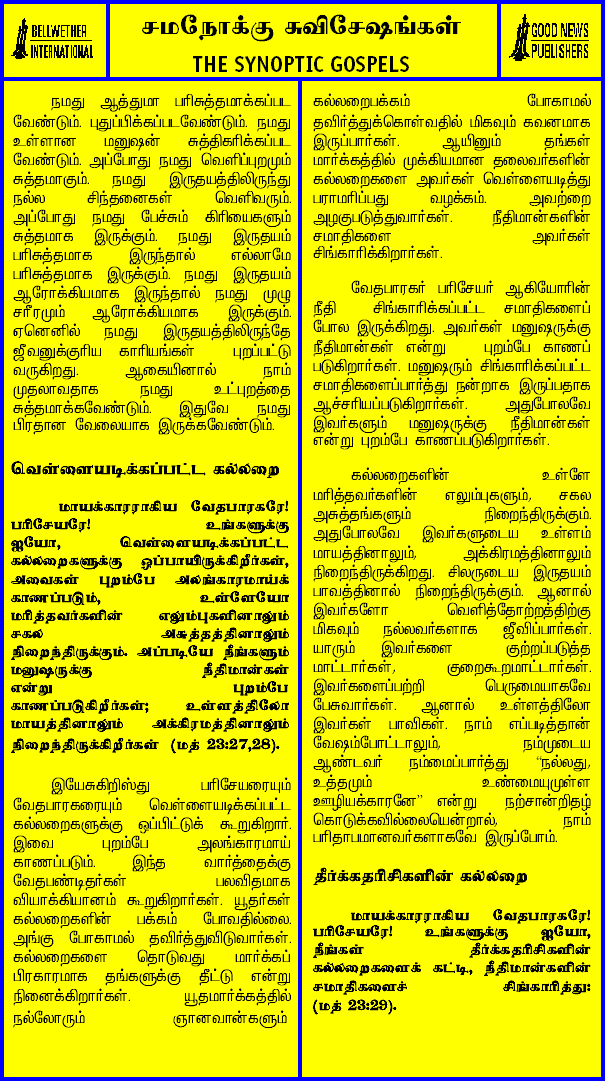 BELLWETHER
INTERNATIONAL
சமநோக்கு சுவிசேஷங்கள்
THE SYNOPTIC GOSPELS
GOOD NEWS
PUBLISHERS
நமது ஆத்துமா பரிசுத்தமாக்கப்பட
வேண்டும். புதுப்பிக்கப்படவேண்டும். நமது
உள்ளான மனுஷன் சுத்திகரிக்கப்பட
வேண்டும். அப்போது நமது வெளிப்புறமும்
சுத்தமாகும். நமது இருதயத்திலிருந்து
நல்ல சிந்தனைகள் வெளிவரும்.
அப்போது நமது பேச்சும் கிரியைகளும்
சுத்தமாக இருக்கும். நமது இருதயம்
பரிசுத்தமாக இருந்தால் எல்லாமே
பரிசுத்தமாக இருக்கும். நமது இருதயம்
ஆரோக்கியமாக இருந்தால் நமது முழு
சரீரமும் ஆரோக்கியமாக இருக்கும்.
ஏனெனில் நமது இருதயத்திலிருந்தே
ஜீவனுக்குரிய காரியங்கள் புறப்பட்டு
வருகிறது. ஆகையினால் நாம்
முதலாவதாக நமது உட்புறத்தை
சுத்தமாக்கவேண்டும். இதுவே நமது
பிரதான வேலையாக இருக்கவேண்டும்.
வெள்ளையடிக்கப்பட்ட கல்லறை
மாயக்காரராகிய வேதபாரகரே!
பரிசேயரே! உங்களுக்கு
ஐயோ, வெள்ளையடிக்கப்பட்ட
கல்லறைகளுக்கு ஒப்பாயிருக்கிறீர்கள்,
அவைகள் புறம்பே அலங்காரமாய்க்
காணப்படும், உள்ளேயோ
மரித்தவர்களின் எலும்புகளினாலும்
சகல அசுத்தத்தினாலும்
நிறைந்திருக்கும். அப்படியே நீங்களும்
மனுஷருக்கு நீதிமான்கள்
என்று புறம்பே
காணப்படுகிறீர்கள்; உள்ளத்திலோ
மாயத்தினாலும் அக்கிரமத்தினாலும்
நிறைந்திருக்கிறீர்கள் (மத் 23:27,28).
இயேசுகிறிஸ்து பரிசேயரையும்
வேதபாரகரையும் வெள்ளையடிக்கப்பட்ட
கல்லறைகளுக்கு ஒப்பிட்டுக் கூறுகிறார்.
இவை புறம்பே அலங்காரமாய்
காணப்படும். இந்த வார்த்தைக்கு
வேதபண்டிதர்கள் பலவிதமாக
வியாக்கியானம் கூறுகிறார்கள். யூதர்கள்
கல்லறைகளின் பக்கம் போவதில்லை.
அங்கு போகாமல் தவிர்த்துவிடுவார்கள்.
கல்லறைகளை தொடுவது மார்க்கப்
பிரகாரமாக தங்களுக்கு தீட்டு என்று
நினைக்கிறார்கள். யூதமார்க்கத்தில்
நல்லோரும் ஞானவான்களும்
கல்லறைபக்கம் போகாமல்
தவிர்த்துக்கொள்வதில் மிகவும் கவனமாக
இருப்பார்கள். ஆயினும் தங்கள்
மார்க்கத்தில் முக்கியமான தலைவர்களின்
கல்லறைகளை அவர்கள் வெள்ளையடித்து
பராமரிப்பது வழக்கம். அவற்றை
அழகுபடுத்துவார்கள். நீதிமான்களின்
சமாதிகளை அவர்கள்
சிங்காரிக்கிறார்கள்.
வேதபாரகர் பரிசேயர் ஆகியோரின்
நீதி சிங்காரிக்கப்பட்ட சமாதிகளைப்
போல இருக்கிறது. அவர்கள் மனுஷருக்கு
நீதிமான்கள் என்று புறம்பே காணப்
படுகிறார்கள். மனுஷரும் சிங்காரிக்கப்பட்ட
சமாதிகளைப்பார்த்து நன்றாக இருப்பதாக
ஆச்சரியப்படுகிறார்கள். அதுபோலவே
இவர்களும் மனுஷருக்கு நீதிமான்கள்
என்று புறம்பே காணப்படுகிறார்கள்.
கல்லறைகளின் உள்ளே
மரித்தவர்களின் எலும்புகளும், சகல
அசுத்தங்களும் நிறைந்திருக்கும்.
அதுபோலவே இவர்களுடைய உள்ளம்
மாயத்தினாலும், அக்கிரமத்தினாலும்
நிறைந்திருக்கிறது. சிலருடைய இருதயம்
பாவத்தினால் நிறைந்திருக்கும். ஆனால்
இவர்களோ வெளித்தோற்றத்திற்கு
மிகவும் நல்லவர்களாக ஜீவிப்பார்கள்.
யாரும் இவர்களை குற்றப்படுத்த
மாட்டார்கள், குறைகூறமாட்டார்கள்.
இவர்களைப்பற்றி பெருமையாகவே
பேசுவார்கள். ஆனால் உள்ளத்திலோ
இவர்கள் பாவிகள். நாம் எப்படித்தான்
வேஷம்போட்டாலும், நம்முடைய
ஆண்டவர் நம்மைப்பார்த்து “நல்லது,
உத்தமும் உண்மையுமுள்ள
ஊழியக்காரனே” என்று நற்சான்றிதழ்
கொடுக்கவில்லையென்றால், நாம்
பரிதாபமானவர்களாகவே இருப்போம்.
தீர்க்கதரிசிகளின் கல்லறை
மாயக்காரராகிய வேதபாரகரே!
பரிசேயரே! உங்களுக்கு ஐயோ,
நீங்கள் தீர்க்கதரிசிகளின்
கல்லறைகளைக் கட்டி, நீதிமான்களின்
சமாதிகளைச் சிங்காரித்து:
(மத் 23:29).